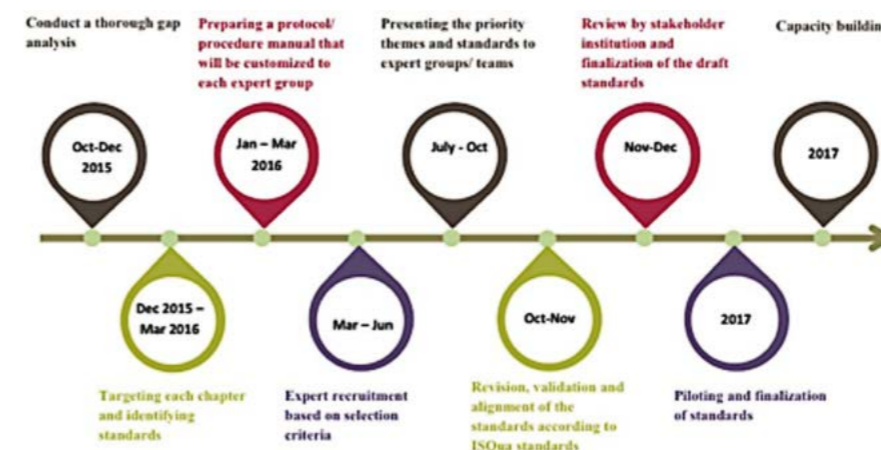 Conduct a thorough gap
analysis
Preparing a protocol/
procedure manual that
will be customized to
each expert group
Presenting the priority
themes and standards to
expert groups/ teams
Review by stakeholder
institution and
finalization of the draft
standards
Capacity buildin
Oct-Dec
2015
Jan – Mar
2016
July - Oct
Nov-Dec
2017
Dec 2015 –
Mar 2016
Mar – Jun
Oct-Nov
2017
Targeting each chapter
and identifying
standards
Expert recruitment
based on selection
criteria
Revision, validation and
alignment of the
standards according to
ISQua standards
Piloting and finalization
of standards